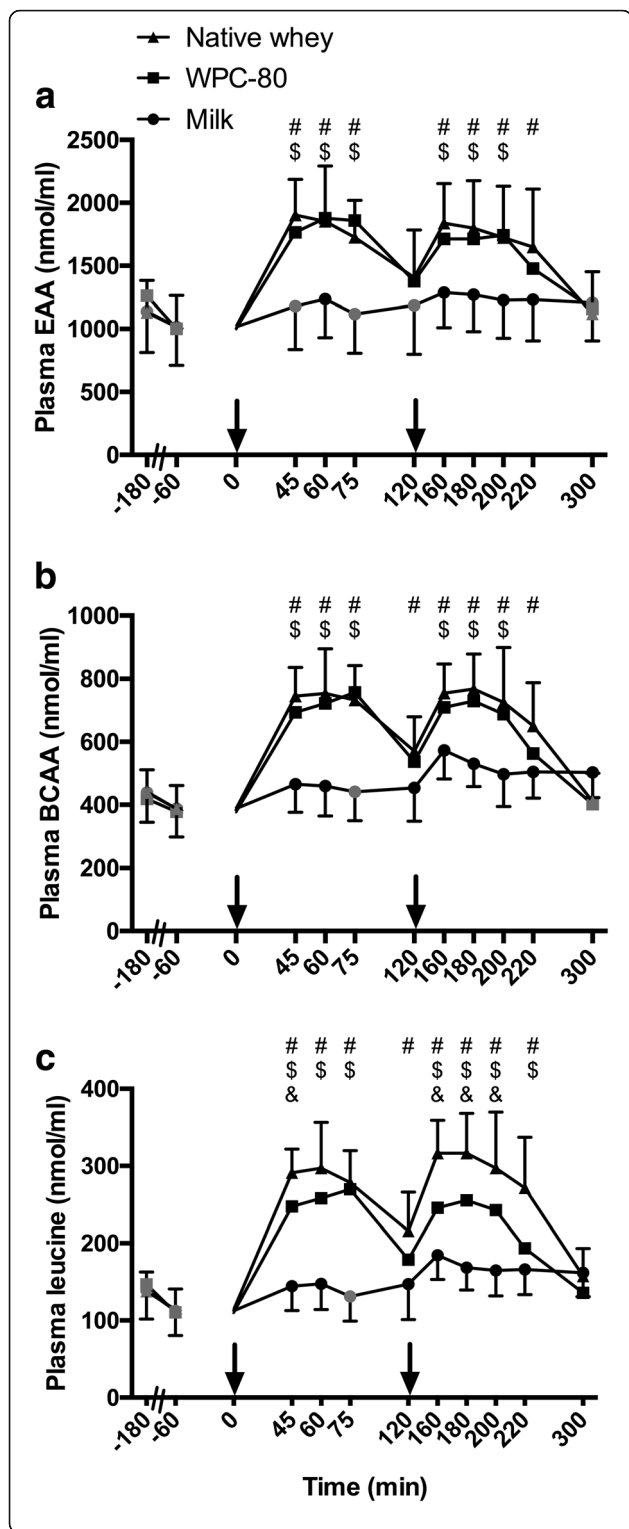 Native whey
WPC-80
Milk
a
# # # # # # #
$ $ $ $ $ $
Plasma EAA (nmol/ml)
2500
2000
1500
1000
500
0
-180 -60 0 45 60 75 120 160 180 200 220 300
b
# # # # # # # #
$ $ $ $ $ $
Plasma BCAA (nmol/ml)
1000
800
600
400
200
0
-180 -60 0 45 60 75 120 160 180 200 220 300
c
# # # # # # # #
$ $ $ $ $ $ $
& & & &
Plasma leucine (nmol/ml)
400
300
200
100
0
-180 -60 0 45 60 75 120 160 180 200 220 300
Time (min)